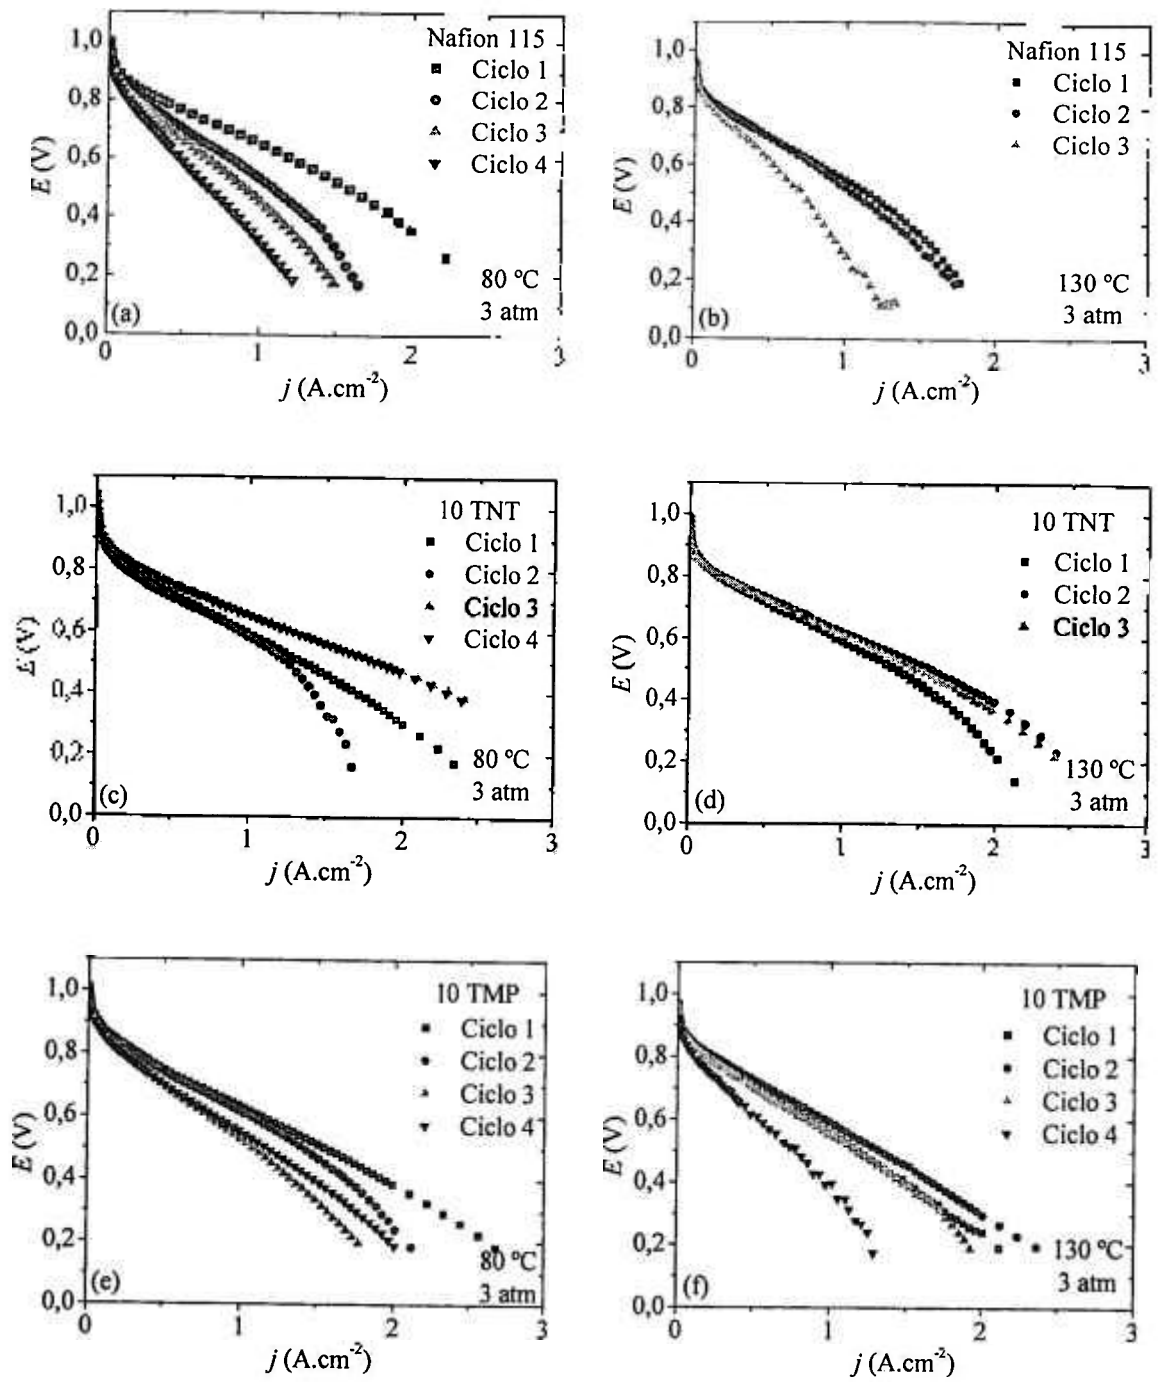 1,0
0,8
0,6
0,4
0,2
0,0
E (V)
Nafion 115
Ciclo 1
Ciclo 2
Ciclo 3
Ciclo 4
80 ºC
3 atm
(a)
0 1 2 3
j (A.cm-2)
1,0
0,8
0,6
0,4
0,2
0,0
E (V)
Nafion 115
Ciclo 1
Ciclo 2
Ciclo 3
130 ºC
3 atm
(b)
0 1 2 3
j (A.cm-2)
1,0
0,8
0,6
0,4
0,2
0,0
E (V)
10 TNT
Ciclo 1
Ciclo 2
Ciclo 3
Ciclo 4
80 ºC
3 atm
(c)
0 1 2 3
j (A.cm-2)
1,0
0,8
0,6
0,4
0,2
0,0
E (V)
10 TNT
Ciclo 1
Ciclo 2
Ciclo 3
130 ºC
3 atm
(d)
0 1 2 3
j (A.cm-2)
1,0
0,8
0,6
0,4
0,2
0,0
E (V)
10 TMP
Ciclo 1
Ciclo 2
Ciclo 3
Ciclo 4
80 ºC
3 atm
(e)
0 1 2 3
j (A.cm-2)
1,0
0,8
0,6
0,4
0,2
0,0
E (V)
10 TMP
Ciclo 1
Ciclo 2
Ciclo 3
Ciclo 4
130 ºC
3 atm
(f)
0 1 2 3
j (A.cm-2)